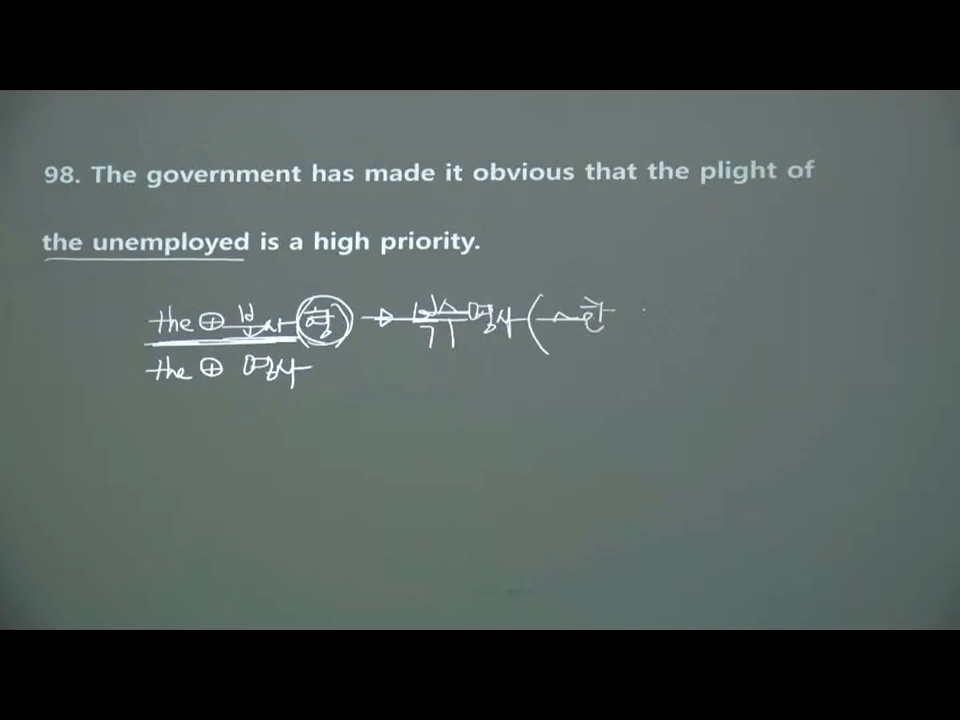 98. The government has made it obvious that the plight of
the unemployed is a high priority.
the ⊕ 분사 형 → 복수명사 (~한
the ⊕ 명사